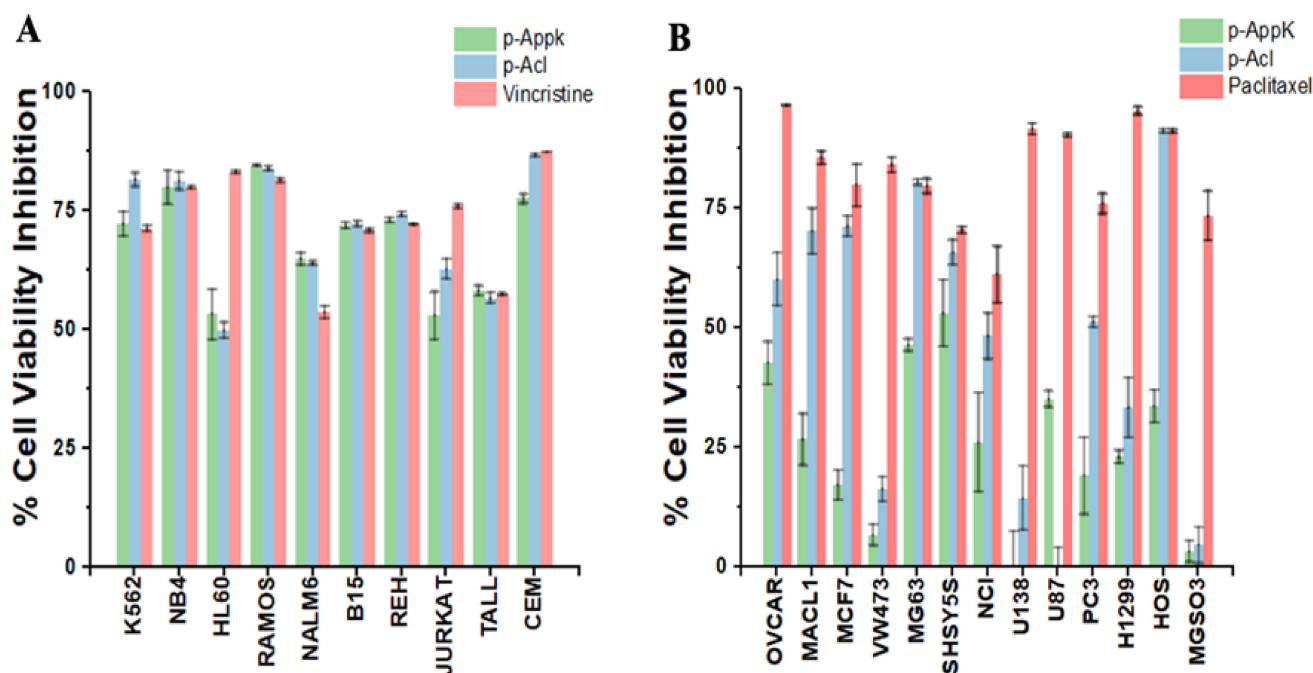 A
p-Appk
p-Acl
Vincristine
% Cell Viability Inhibition
100
75
50
25
0
K562
NB4
HL60
RAMOS
NALM6
B15
REH
JURKAT
TALL
CEM
B
p-AppK
p-Acl
Paclitaxel
% Cell Viability Inhibition
100
75
50
25
0
OVCAR
MACL1
MCF7
VW473
MG63
SHSY5S
NCI
U138
U87
PC3
H1299
HOS
MGSO3